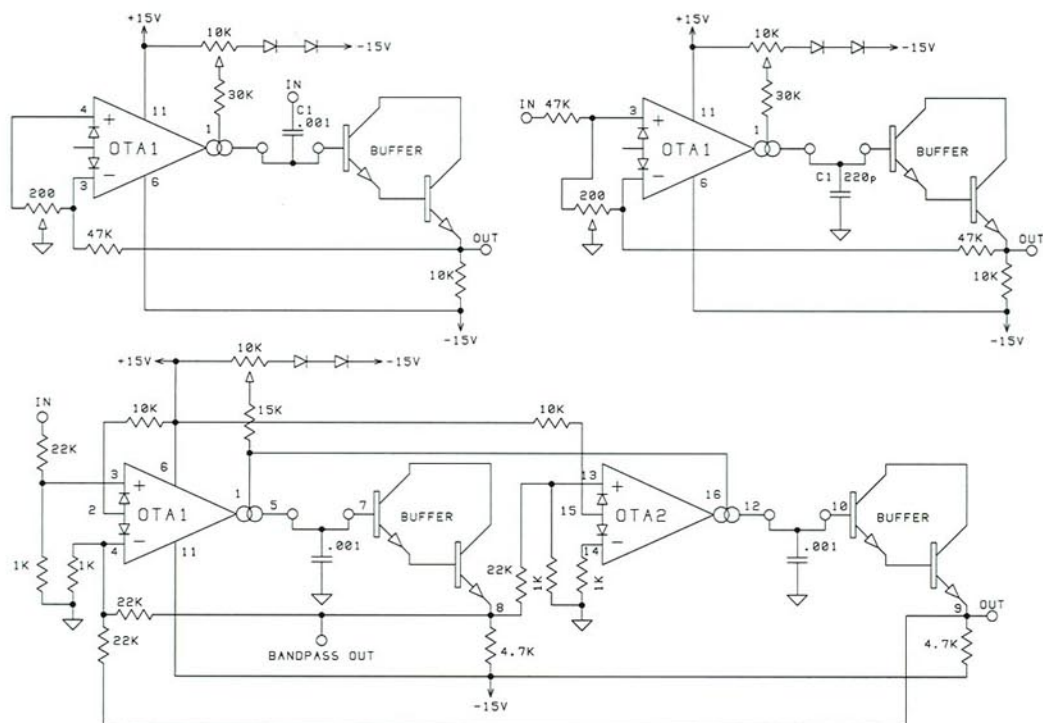 +15V
10K
-15V
30K
IN
C1
.001
4
+
11
1
OTA1
BUFFER
3
-
6
200
47K
OUT
10K
-15V
+15V
10K
-15V
30K
IN
47K
3
+
11
1
OTA1
BUFFER
-
6
C1
220p
200
47K
OUT
10K
-15V
+15V
10K
-15V
15K
IN
22K
10K
10K
3
+
6
1
5
7
2
OTA1
BUFFER
4
-
11
.001
1K
1K
22K
22K
BANDPASS OUT
8
4.7K
-15V
13
+
16
12
10
15
OTA2
BUFFER
14
-
.001
22K
1K
1K
9
OUT
4.7K